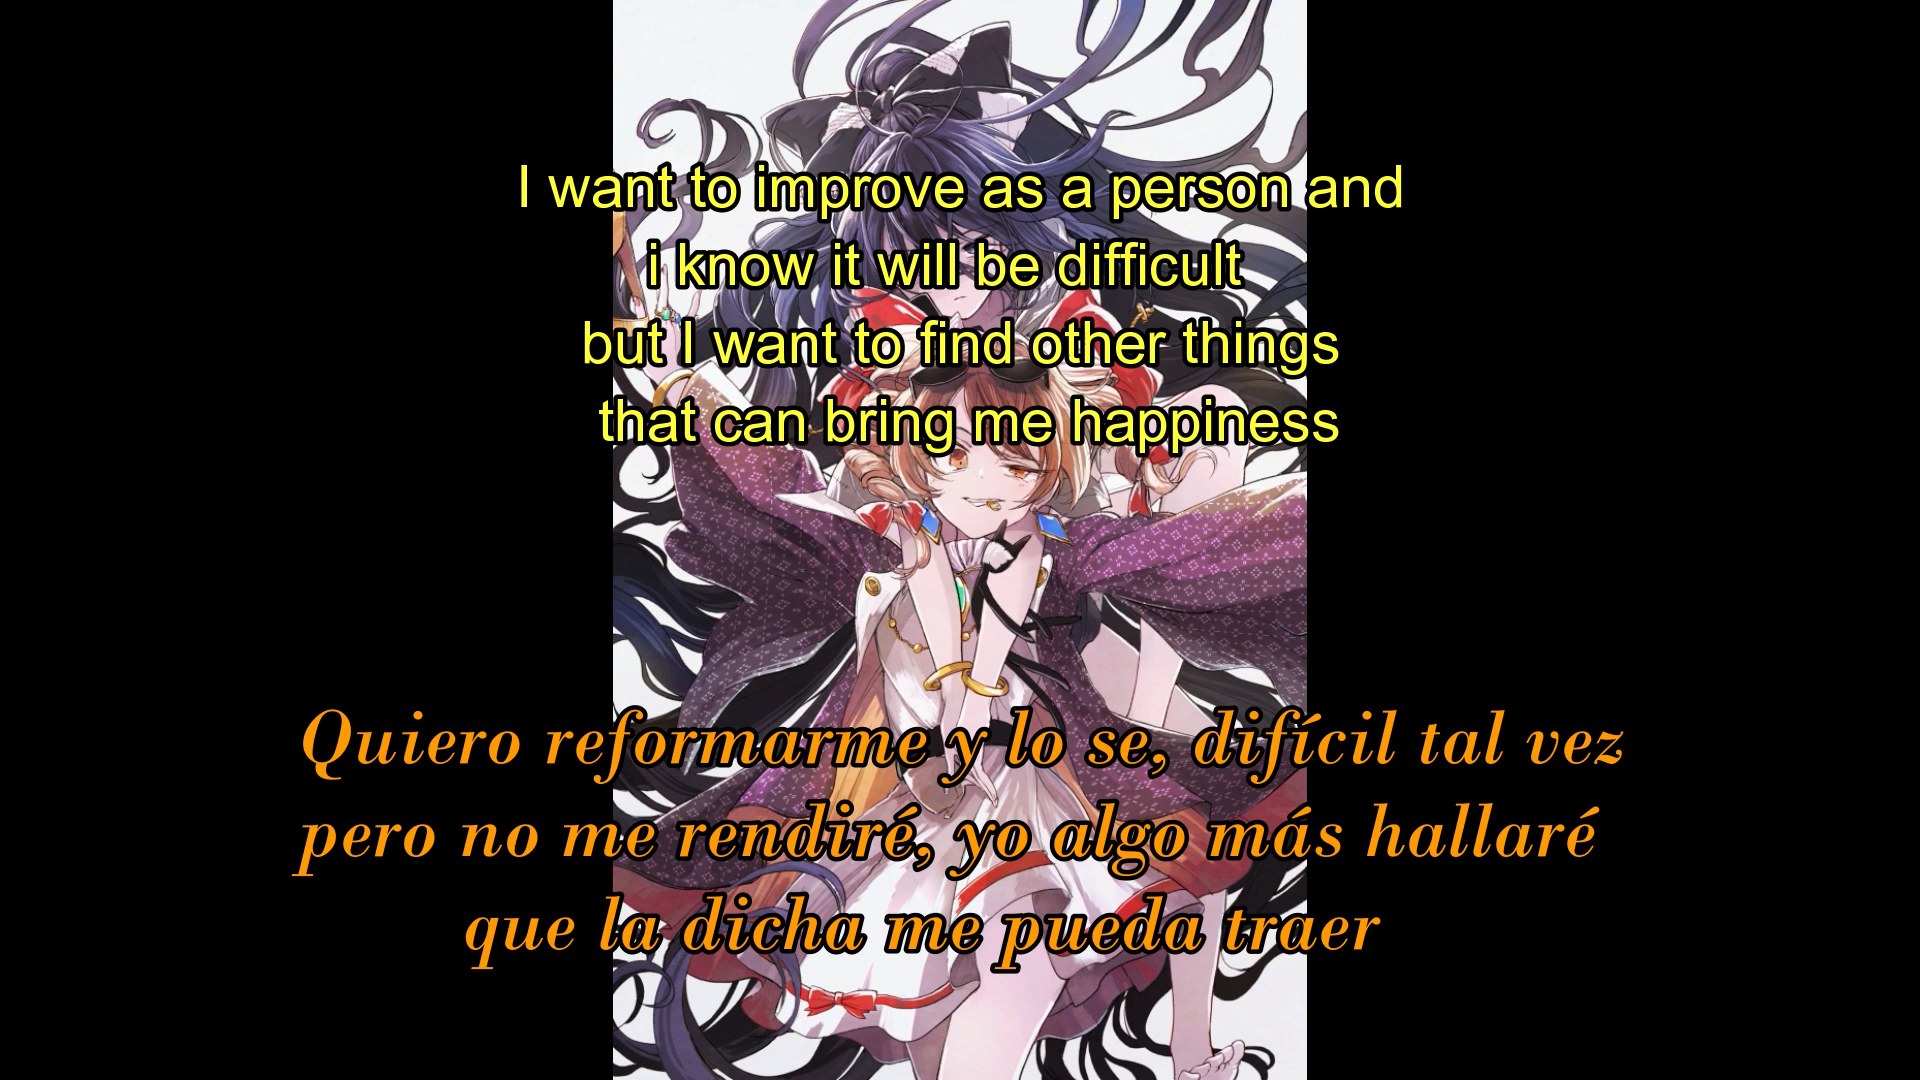 I want to improve as a person and
i know it will be difficult
but I want to find other things
that can bring me happiness
Quiero reformarme y lo se, difícil tal vez
pero no me rendiré, yo algo más hallaré
que la dicha me pueda traer